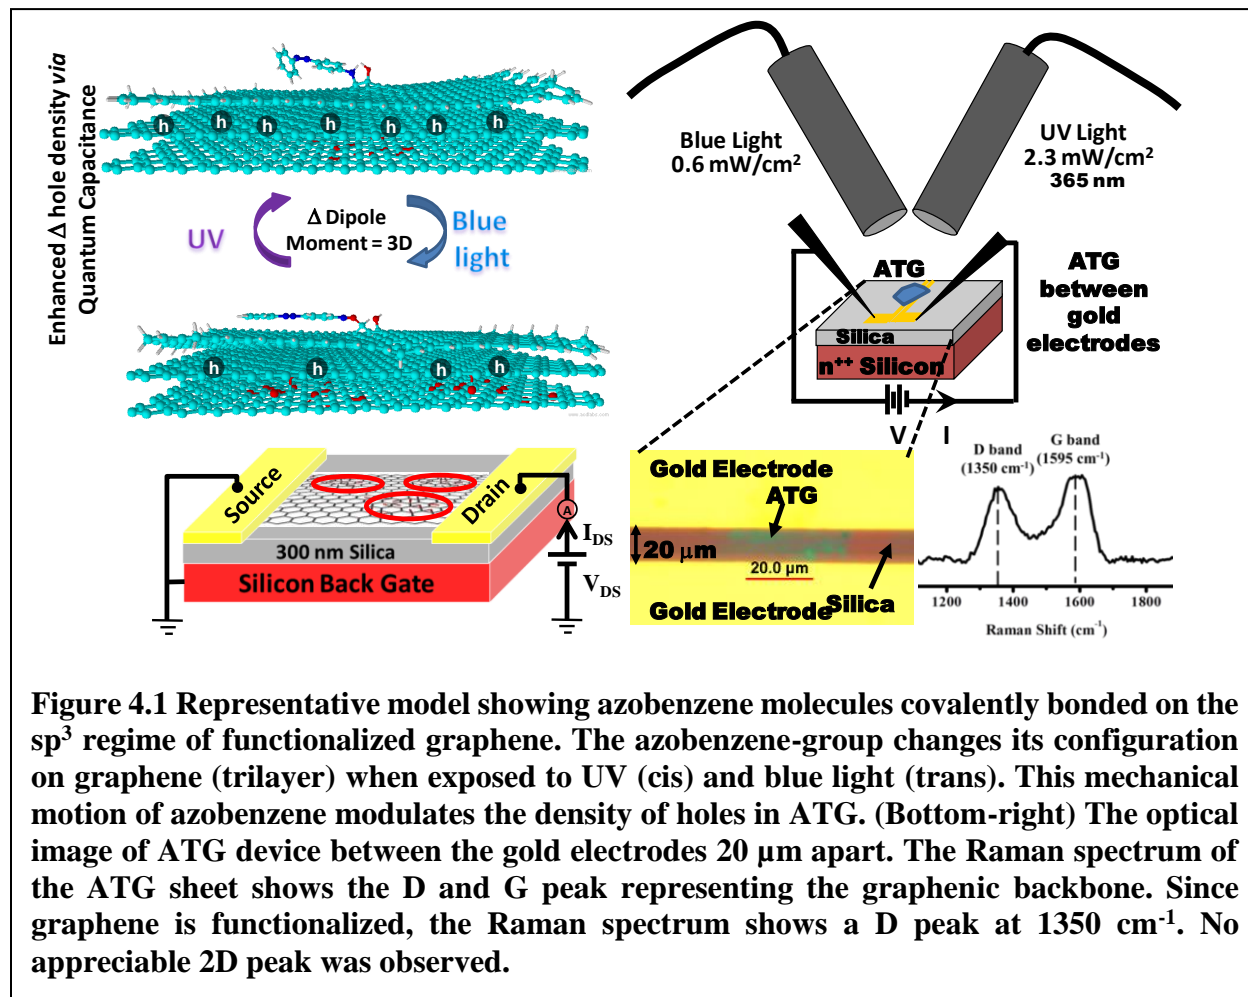 Enhanced Δ hole density via
Quantum Capacitance
h h h h h h h
UV
Δ Dipole
Moment = 3D
Blue
light
h h h h
Source
Drain
A
300 nm Silica
Silicon Back Gate
I_DS
V_DS
Blue Light
0.6 mW/cm²
UV Light
2.3 mW/cm²
365 nm
ATG
Silica
n⁺⁺ Silicon
V I
ATG
between
gold
electrodes
Gold Electrode
ATG
20 μm
20.0 µm
Silica
Gold Electrode
D band
(1350 cm⁻¹)
G band
(1595 cm⁻¹)
1200 1400 1600 1800
Raman Shift (cm⁻¹)
Figure 4.1 Representative model showing azobenzene molecules covalently bonded on the
sp³ regime of functionalized graphene. The azobenzene-group changes its configuration
on graphene (trilayer) when exposed to UV (cis) and blue light (trans). This mechanical
motion of azobenzene modulates the density of holes in ATG. (Bottom-right) The optical
image of ATG device between the gold electrodes 20 µm apart. The Raman spectrum of
the ATG sheet shows the D and G peak representing the graphenic backbone. Since
graphene is functionalized, the Raman spectrum shows a D peak at 1350 cm⁻¹. No
appreciable 2D peak was observed.